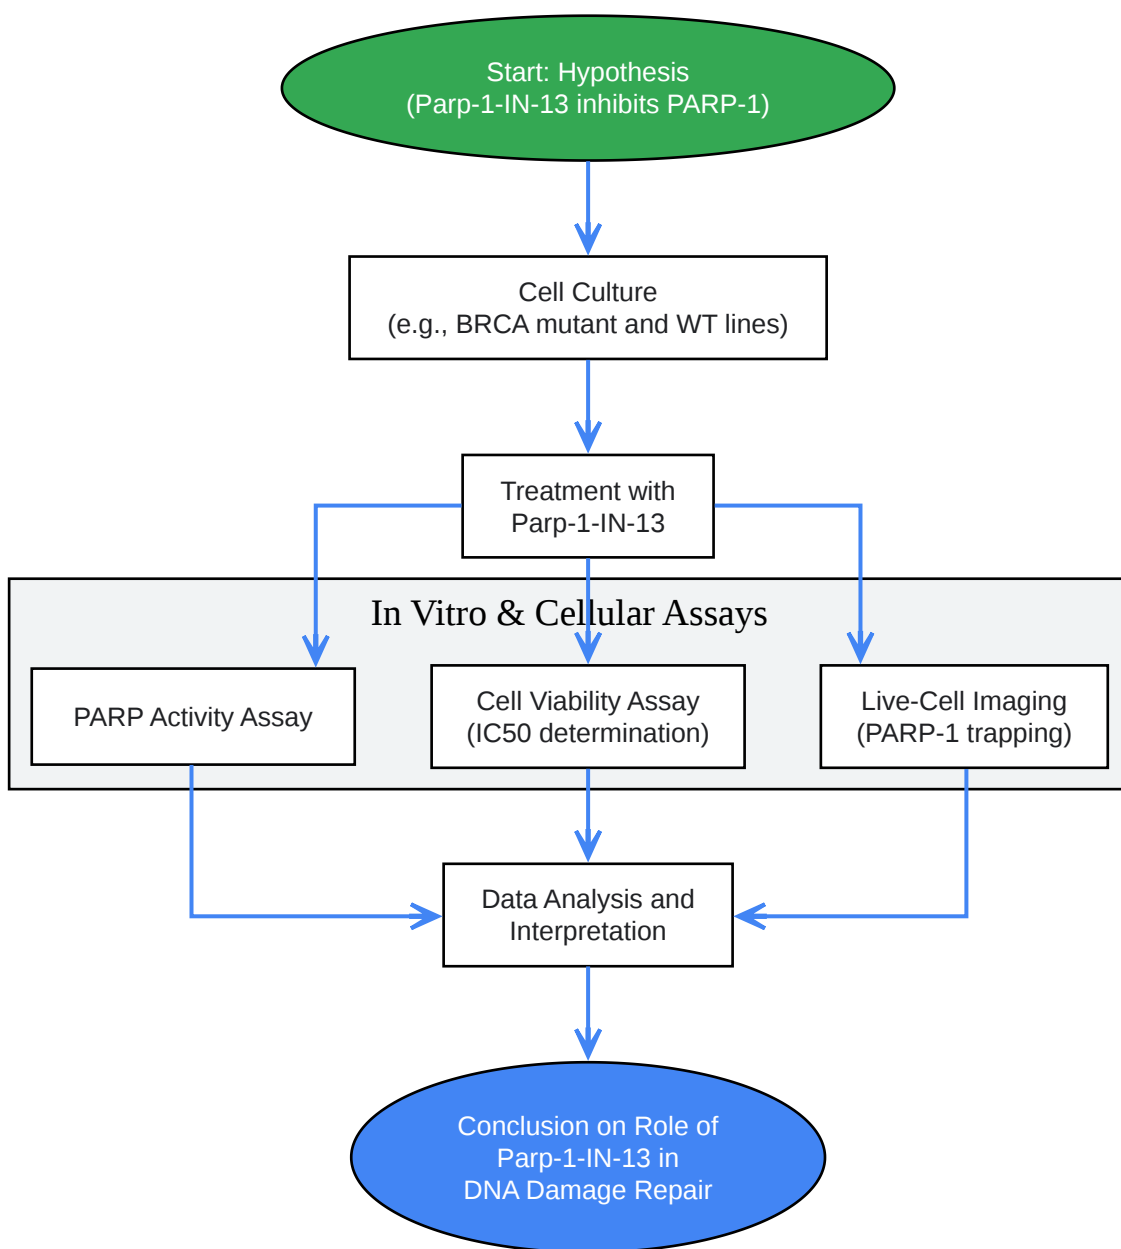 Start: Hypothesis
(Parp-1-IN-13 inhibits PARP-1)
Cell Culture
(e.g., BRCA mutant and WT lines)
Treatment with
Parp-1-IN-13
In Vitro & Cellular Assays
PARP Activity Assay
Cell Viability Assay
(IC50 determination)
Live-Cell Imaging
(PARP-1 trapping)
Data Analysis and
Interpretation
Conclusion on Role of
Parp-1-IN-13 in
DNA Damage Repair